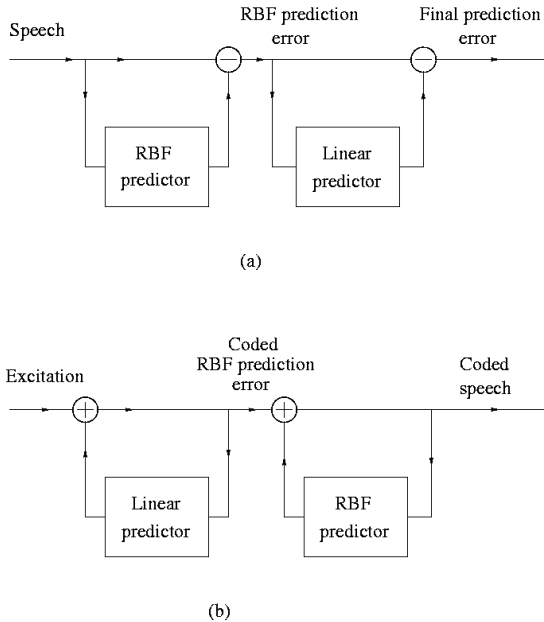 Speech
RBF prediction
error
Final prediction
error
−
−
RBF
predictor
Linear
predictor
(a)
Excitation
Coded
RBF prediction
error
Coded
speech
+
+
Linear
predictor
RBF
predictor
(b)